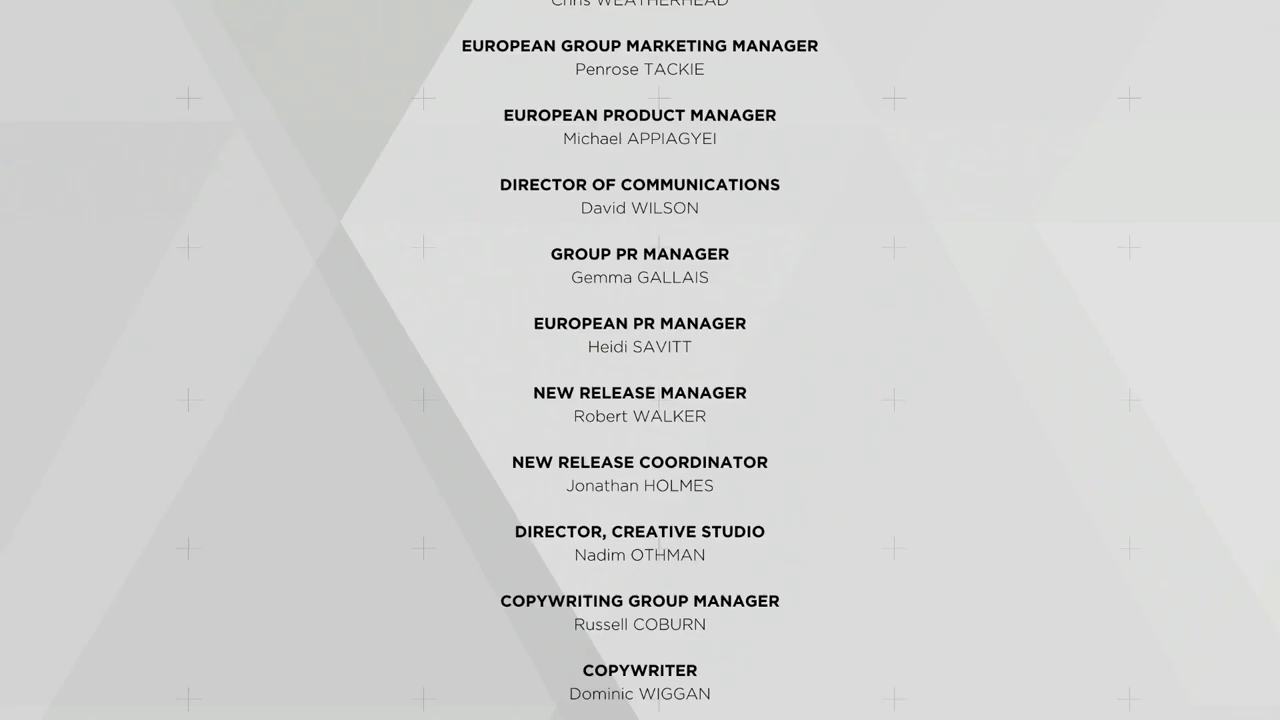 Chris WEATHERHEAD
EUROPEAN GROUP MARKETING MANAGER
Penrose TACKIE
EUROPEAN PRODUCT MANAGER
Michael APPIAGYEI
DIRECTOR OF COMMUNICATIONS
David WILSON
GROUP PR MANAGER
Gemma GALLAIS
EUROPEAN PR MANAGER
Heidi SAVITT
NEW RELEASE MANAGER
Robert WALKER
NEW RELEASE COORDINATOR
Jonathan HOLMES
DIRECTOR, CREATIVE STUDIO
Nadim OTHMAN
COPYWRITING GROUP MANAGER
Russell COBURN
COPYWRITER
Dominic WIGGAN